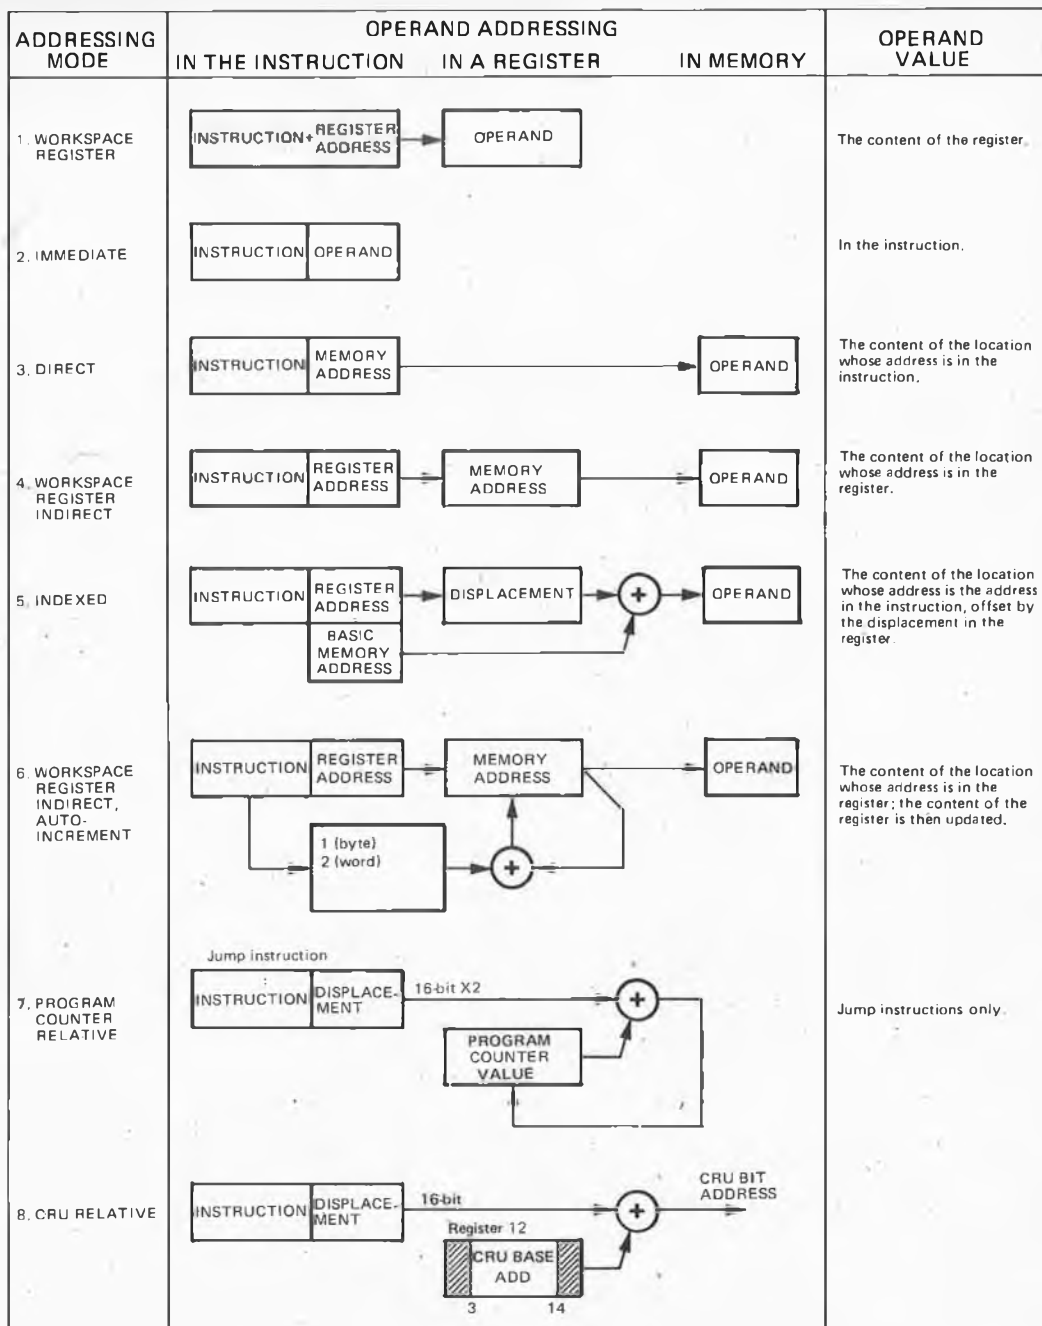 ADDRESSING
MODE
OPERAND ADDRESSING
IN THE INSTRUCTION
IN A REGISTER
IN MEMORY
OPERAND
VALUE
1. WORKSPACE
REGISTER
INSTRUCTION+
REGISTER
ADDRESS
OPERAND
The content of the register.
2. IMMEDIATE
INSTRUCTION
OPERAND
In the instruction.
3. DIRECT
INSTRUCTION
MEMORY
ADDRESS
OPERAND
The content of the location
whose address is in the
instruction.
4. WORKSPACE
REGISTER
INDIRECT
INSTRUCTION
REGISTER
ADDRESS
MEMORY
ADDRESS
OPERAND
The content of the location
whose address is in the
register.
5. INDEXED
INSTRUCTION
REGISTER
ADDRESS
BASIC
MEMORY
ADDRESS
DISPLACEMENT
+
OPERAND
The content of the location
whose address is the address
in the instruction, offset by
the displacement in the
register.
6. WORKSPACE
REGISTER
INDIRECT,
AUTO-
INCREMENT
INSTRUCTION
REGISTER
ADDRESS
MEMORY
ADDRESS
OPERAND
1 (byte)
2 (word)
+
The content of the location
whose address is in the
register; the content of the
register is then updated.
7. PROGRAM
COUNTER
RELATIVE
Jump instruction
INSTRUCTION
DISPLACE-
MENT
16-bit X2
+
PROGRAM
COUNTER
VALUE
Jump instructions only.
8. CRU RELATIVE
INSTRUCTION
DISPLACE-
MENT
16-bit
+
CRU BIT
ADDRESS
Register 12
CRU BASE
ADD
3
14